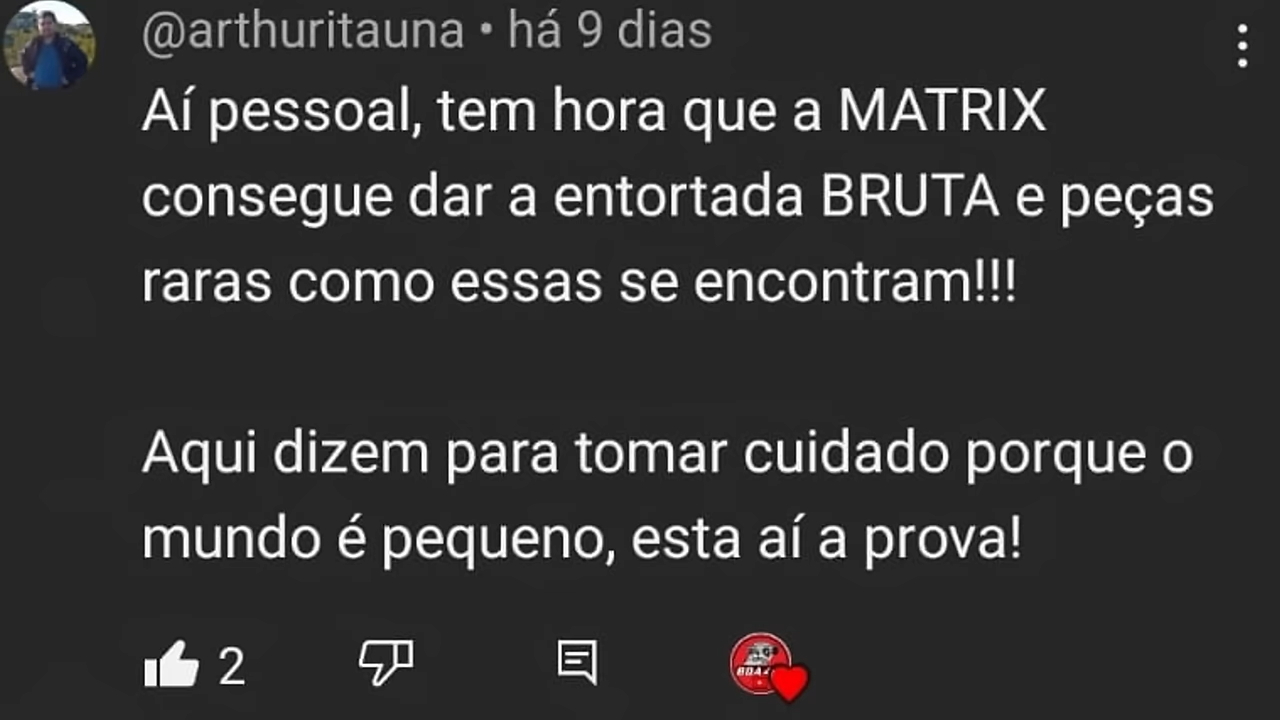 @arthuritauna • há 9 dias
Aí pessoal, tem hora que a MATRIX
consegue dar a entortada BRUTA e peças
raras como essas se encontram!!!
Aqui dizem para tomar cuidado porque o
mundo é pequeno, esta aí a prova!
2